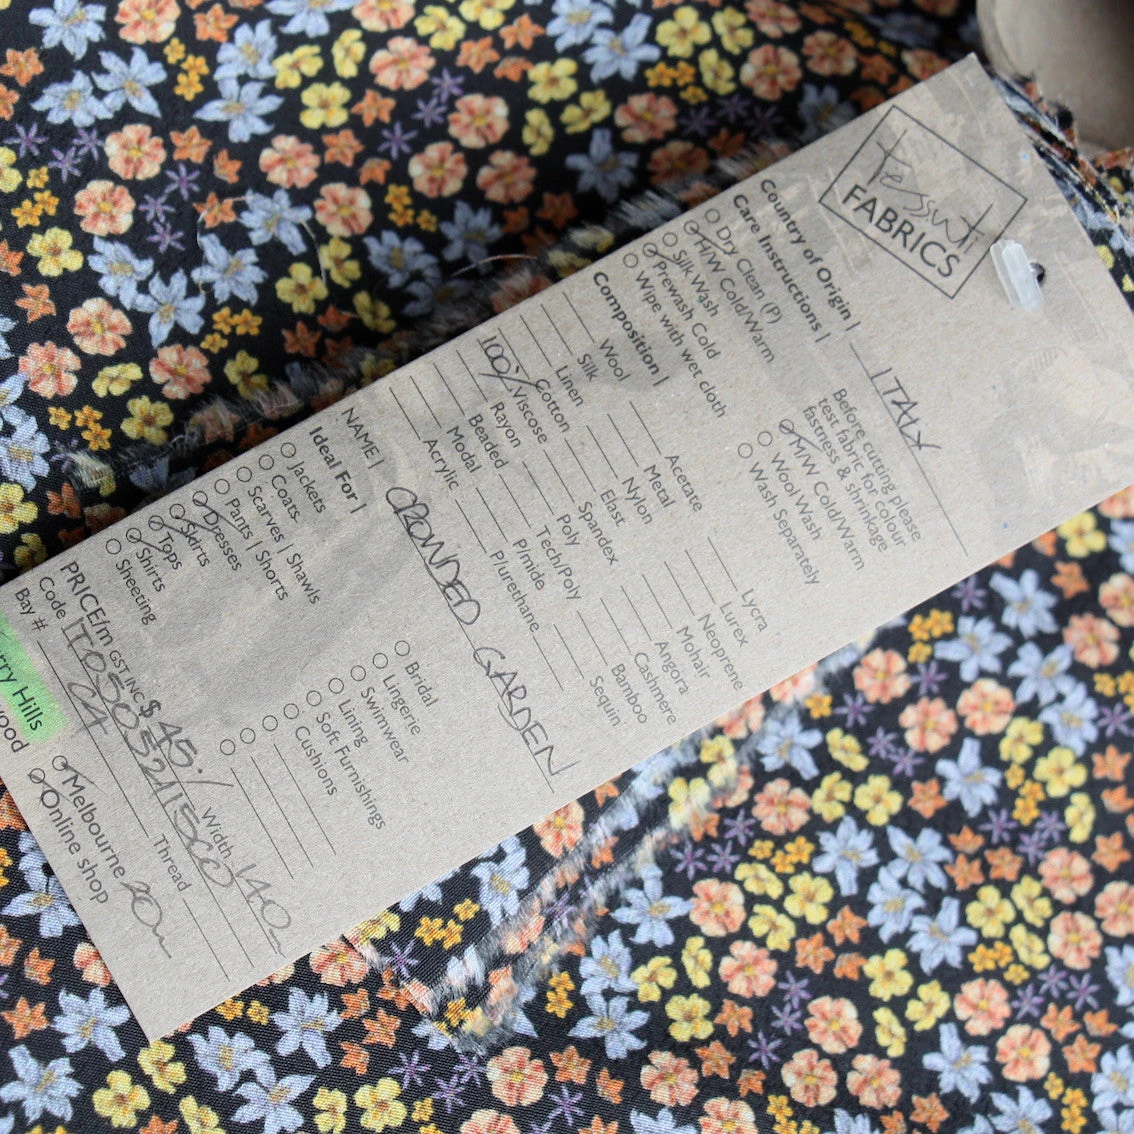 tessuti
FABRICS
Country of Origin | ITALY
Care Instructions |
Dry Clean (P)
H/W Cold/Warm
Silk Wash
Prewash Cold
Wipe with wet cloth
Before cutting please
test fabric for colour
fastness & shrinkage
M/W Cold/Warm
Wool Wash
Wash Separately
Composition |
Wool
Silk
Linen
Cotton
100% Viscose
Rayon
Beaded
Modal
Acrylic
Acetate
Metal
Nylon
Elast
Spandex
Poly
Tech/Poly
P/mide
P/urethane
Lycra
Lurex
Neoprene
Mohair
Angora
Cashmere
Bamboo
Sequin
NAME | CROWDED GARDEN
Ideal For |
Jackets
Coats
Scarves | Shawls
Pants | Shorts
Dresses
Skirts
Tops
Shirts
Sheeting
Bridal
Lingerie
Swimwear
Lining
Soft Furnishings
Cushions
PRICE/m GST INC $ 45./ Width 140
Code
Thread
Bay # C4
rry Hills
wood
Melbourne 20m
Online shop